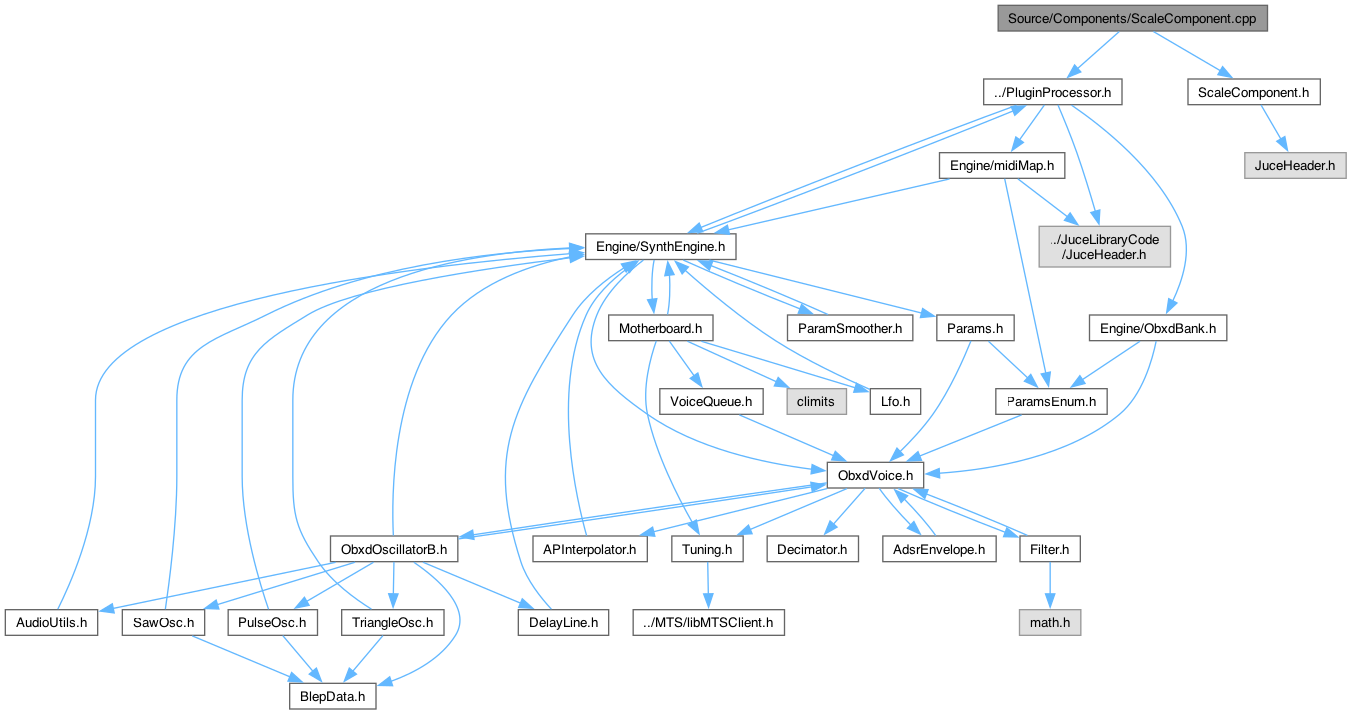 Source/Components/ScaleComponent.cpp
../PluginProcessor.h
ScaleComponent.h
Engine/midiMap.h
JuceHeader.h
Engine/SynthEngine.h
../JuceLibraryCode
/JuceHeader.h
Motherboard.h
ParamSmoother.h
Params.h
Engine/ObxdBank.h
VoiceQueue.h
climits
Lfo.h
ParamsEnum.h
ObxdVoice.h
ObxdOscillatorB.h
APInterpolator.h
Tuning.h
Decimator.h
AdsrEnvelope.h
Filter.h
AudioUtils.h
SawOsc.h
PulseOsc.h
TriangleOsc.h
DelayLine.h
../MTS/libMTSClient.h
math.h
BlepData.h